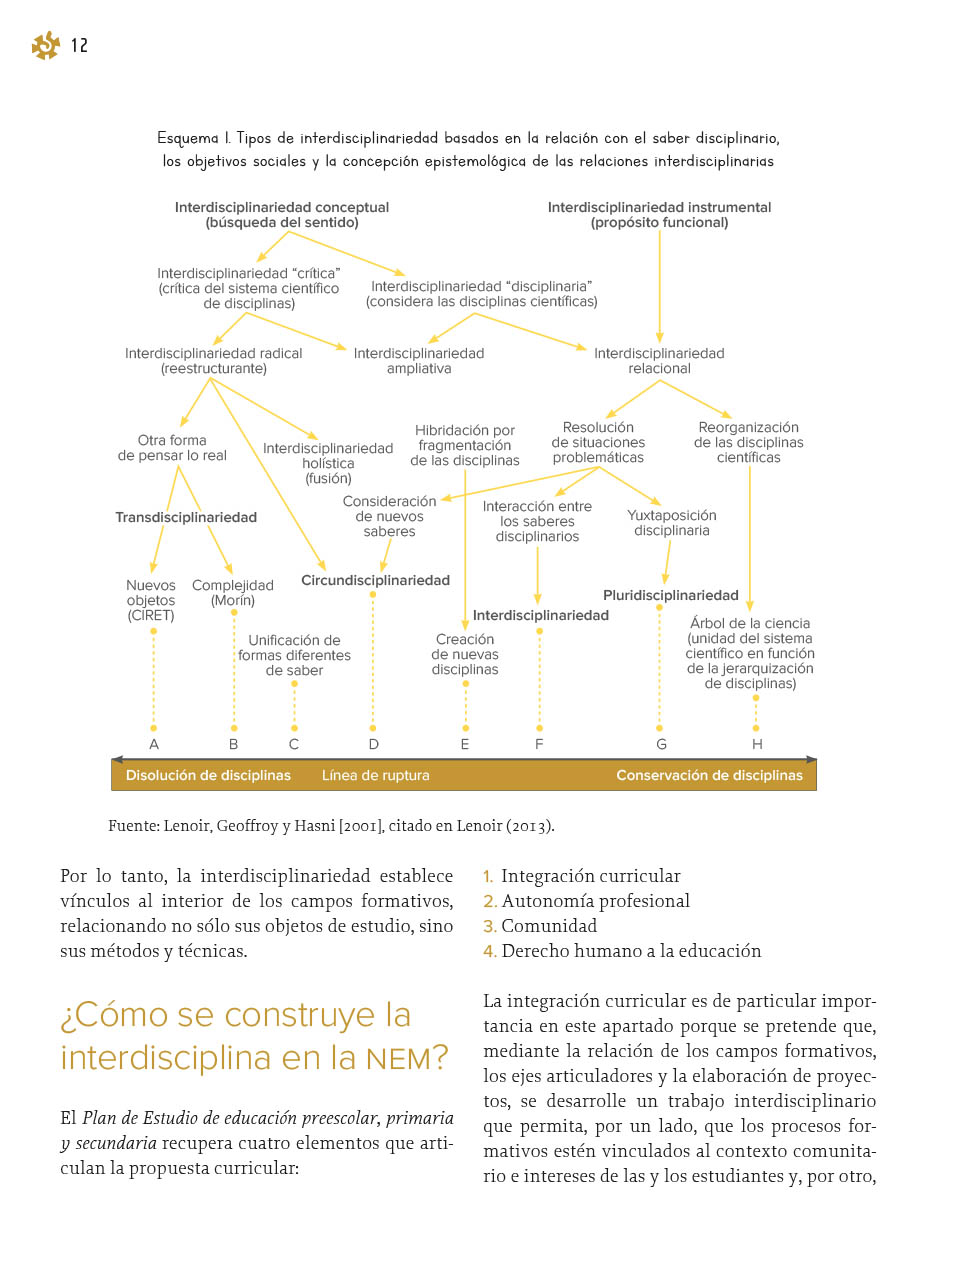 12
Esquema 1. Tipos de interdisciplinariedad basados en la relación con el saber disciplinario,
los objetivos sociales y la concepción epistemológica de las relaciones interdisciplinarias
Interdisciplinariedad conceptual
(búsqueda del sentido)
Interdisciplinariedad instrumental
(propósito funcional)
Interdisciplinariedad “crítica”
(crítica del sistema científico
de disciplinas)
Interdisciplinariedad “disciplinaria”
(considera las disciplinas científicas)
Interdisciplinariedad radical
(reestructurante)
Interdisciplinariedad
ampliativa
Interdisciplinariedad
relacional
Otra forma
de pensar lo real
Interdisciplinariedad
holística
(fusión)
Hibridación por
fragmentación
de las disciplinas
Resolución
de situaciones
problemáticas
Reorganización
de las disciplinas
científicas
Consideración
de nuevos
saberes
Interacción entre
los saberes
disciplinarios
Yuxtaposición
disciplinaria
Transdisciplinariedad
Nuevos
objetos
(CIRET)
Complejidad
(Morín)
Circundisciplinariedad
Pluridisciplinariedad
Interdisciplinariedad
Unificación de
formas diferentes
de saber
Creación
de nuevas
disciplinas
Árbol de la ciencia
(unidad del sistema
científico en función
de la jerarquización
de disciplinas)
A B C D E F G H
Disolución de disciplinas Línea de ruptura Conservación de disciplinas
Fuente: Lenoir, Geoffroy y Hasni [2001], citado en Lenoir (2013).
Por lo tanto, la interdisciplinariedad establece
vínculos al interior de los campos formativos,
relacionando no sólo sus objetos de estudio, sino
sus métodos y técnicas.
¿Cómo se construye la
interdisciplina en la NEM?
El Plan de Estudio de educación preescolar, primaria
y secundaria recupera cuatro elementos que arti-
culan la propuesta curricular:
1. Integración curricular
2. Autonomía profesional
3. Comunidad
4. Derecho humano a la educación
La integración curricular es de particular impor-
tancia en este apartado porque se pretende que,
mediante la relación de los campos formativos,
los ejes articuladores y la elaboración de proyec-
tos, se desarrolle un trabajo interdisciplinario
que permita, por un lado, que los procesos for-
mativos estén vinculados al contexto comunita-
rio e intereses de las y los estudiantes y, por otro,